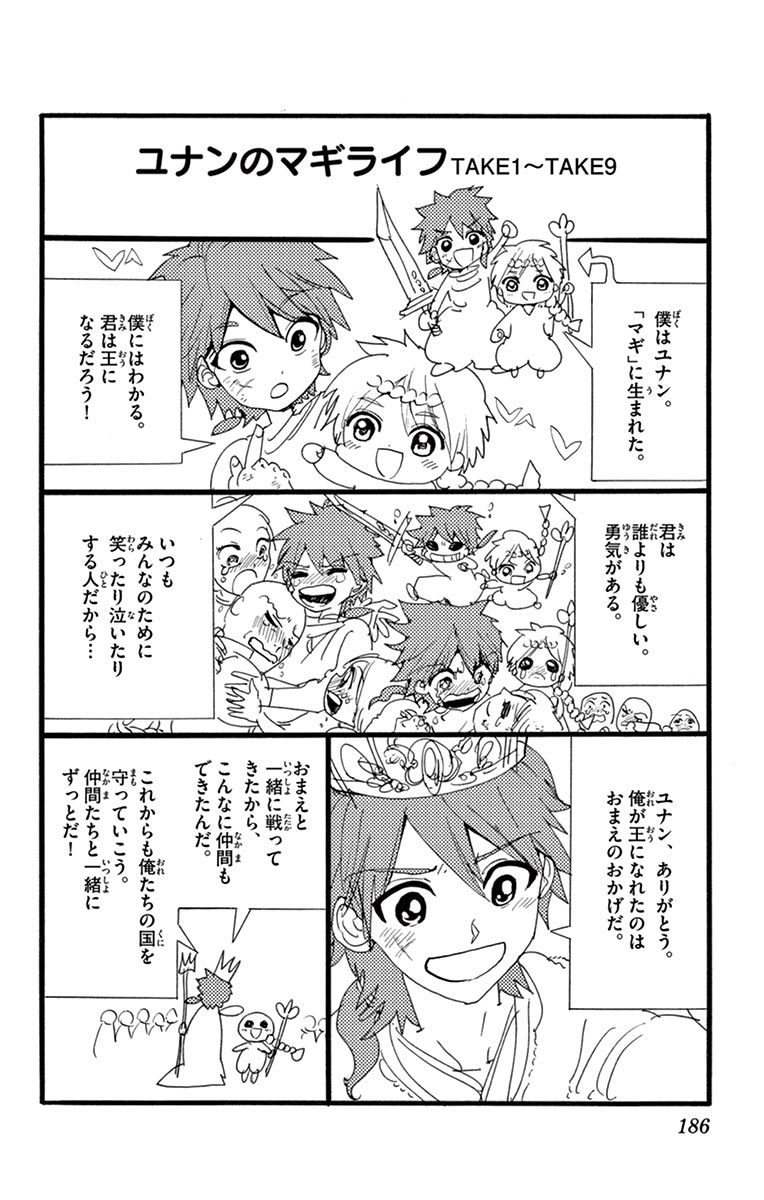 ユナンのマギライフ TAKE1〜TAKE9
僕はユナン。
「マギ」に生まれた。
僕にはわかる。
君は王に
なるだろう！
君は
誰よりも優しい。
勇気がある。
いつも
みんなのために
笑ったり泣いたり
する人だから…
ユナン、ありがとう。
俺が王になれたのは
おまえのおかげだ。
おまえと
一緒に戦って
きたから、
こんなに仲間も
できたんだ。
これからも俺たちの国を
守っていこう。
仲間たちと一緒に
ずっとだ！
186